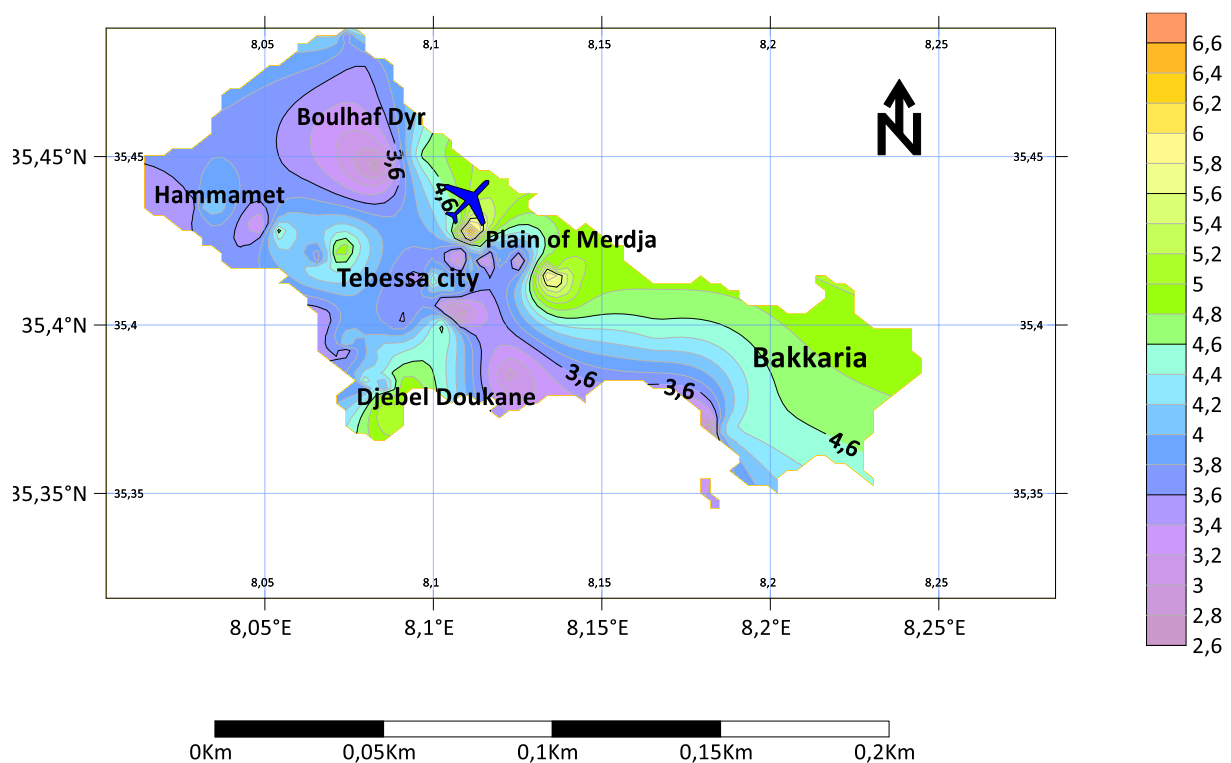 8,05 8,1 8,15 8,2 8,25
6,6
6,4
6,2
6
5,8
5,6
5,4
5,2
5
4,8
4,6
4,4
4,2
4
3,8
3,6
3,4
3,2
3
2,8
2,6
N
Boulhaf Dyr
35,45°N 35,45 35,45
3,6
4,6
Hammamet
Plain of Merdja
Tebessa city
35,4°N 35,4 35,4
Bakkaria
3,6
3,6
Djebel Doukane
4,6
35,35°N 35,35 35,35
8,05 8,1 8,15 8,2 8,25
8,05°E 8,1°E 8,15°E 8,2°E 8,25°E
0Km 0,05Km 0,1Km 0,15Km 0,2Km